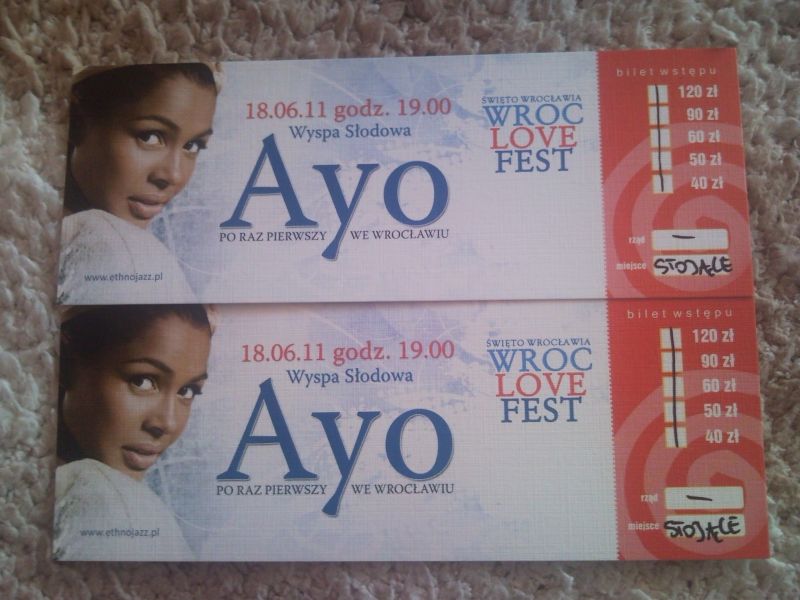 18.06.11 godz. 19.00
Wyspa Słodowa
Ayo
PO RAZ PIERWSZY WE WROCŁAWIU
www.ethnojazz.pl
ŚWIĘTO WROCŁAWIA
WROC
LOVE
FEST
bilet wstępu
120 zł
90 zł
60 zł
50 zł
40 zł
rząd —
miejsce STOJĄCE
18.06.11 godz. 19.00
Wyspa Słodowa
Ayo
PO RAZ PIERWSZY WE WROCŁAWIU
www.ethnojazz.pl
ŚWIĘTO WROCŁAWIA
WROC
LOVE
FEST
bilet wstępu
120 zł
90 zł
60 zł
50 zł
40 zł
rząd —
miejsce STOJĄCE